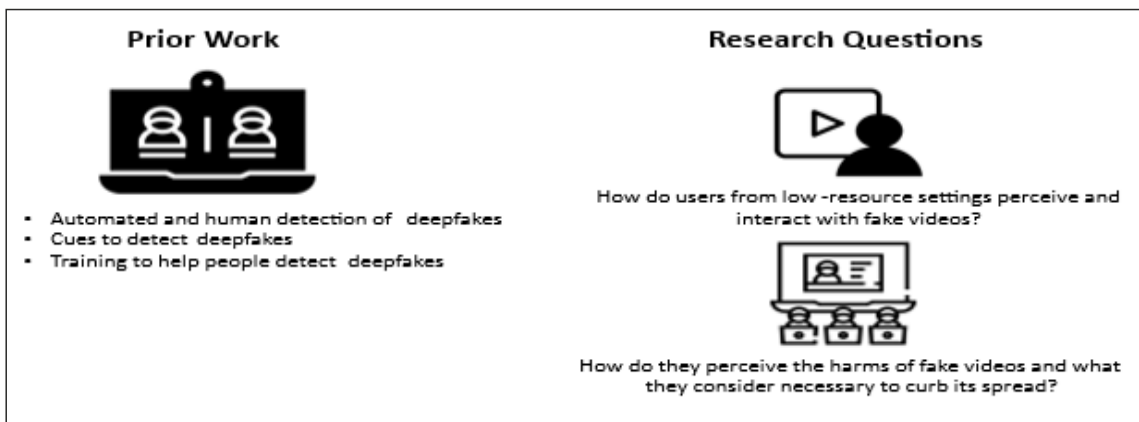 Prior Work
▪ Automated and human detection of deepfakes
▪ Cues to detect deepfakes
▪ Training to help people detect deepfakes
Research Questions
How do users from low -resource settings perceive and
interact with fake videos?
How do they perceive the harms of fake videos and what
they consider necessary to curb its spread?